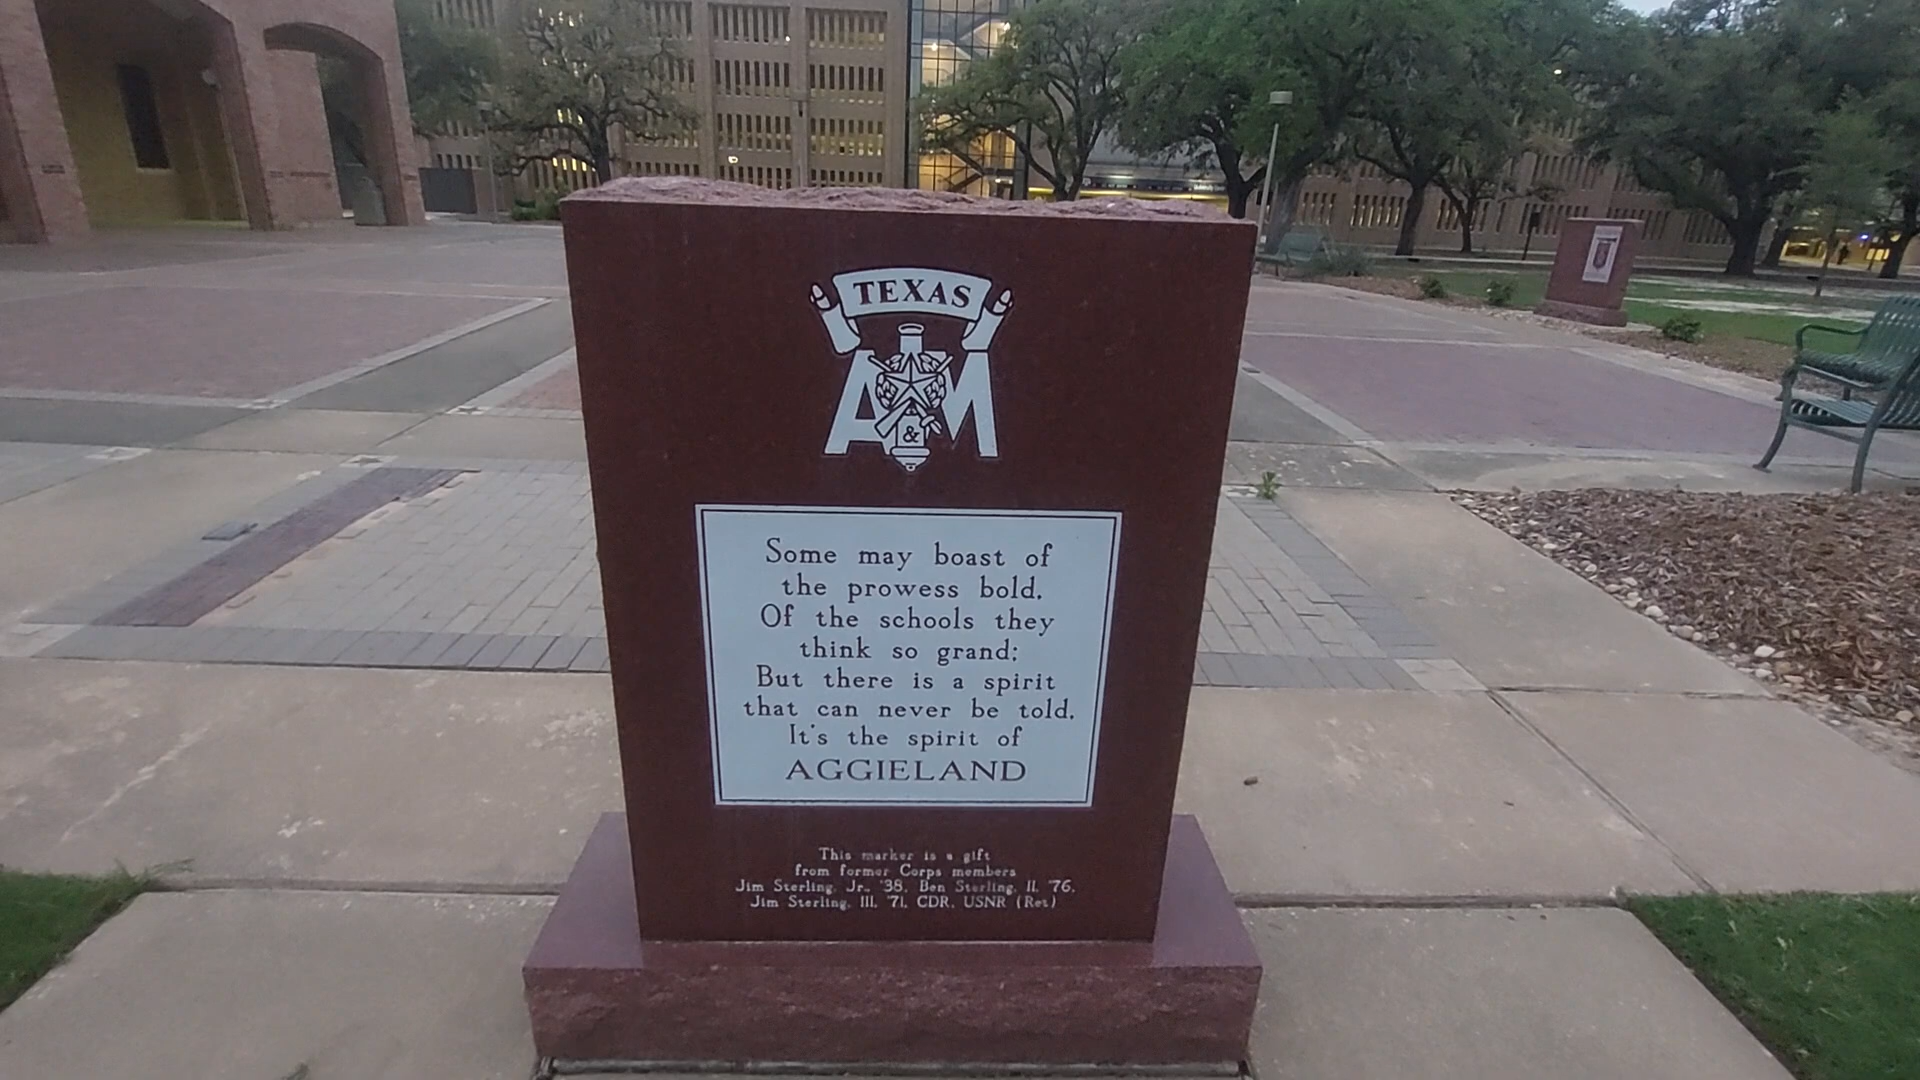 TEXAS
A&M
Some may boast of
the prowess bold.
Of the schools they
think so grand;
But there is a spirit
that can never be told.
It's the spirit of
AGGIELAND
This marker is a gift
from former Corps members
Jim Sterling, Jr., '38, Ben Sterling, II, '76,
Jim Sterling, III, '71, CDR, USNR (Ret)